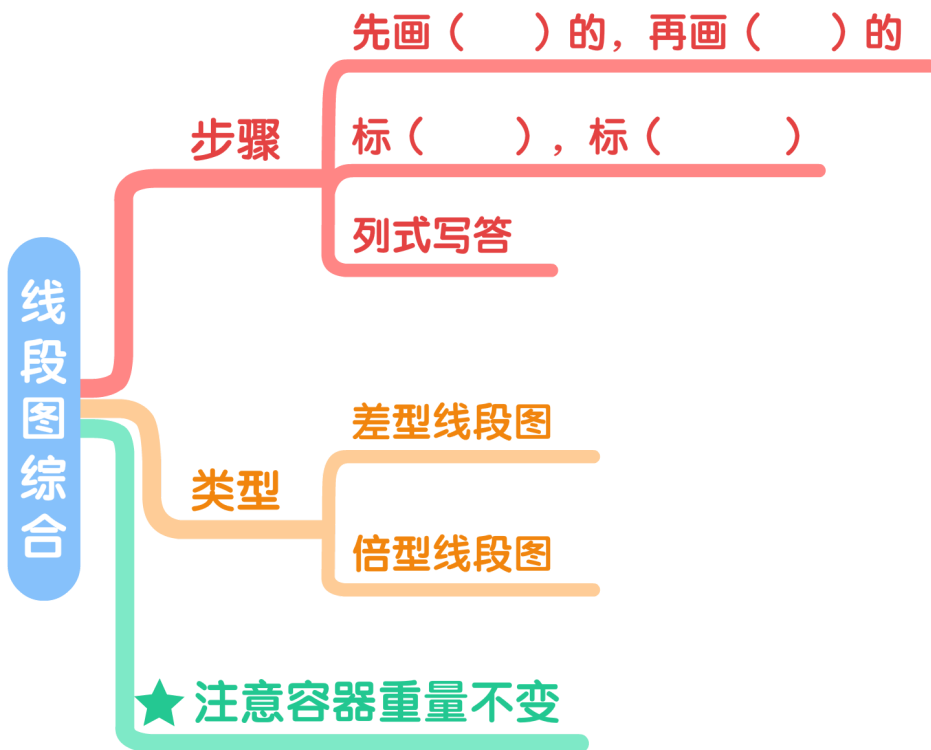 线段图综合
步骤
先画（　　）的，再画（　　）的
标（　　），标（　　　）
列式写答
类型
差型线段图
倍型线段图
★注意容器重量不变